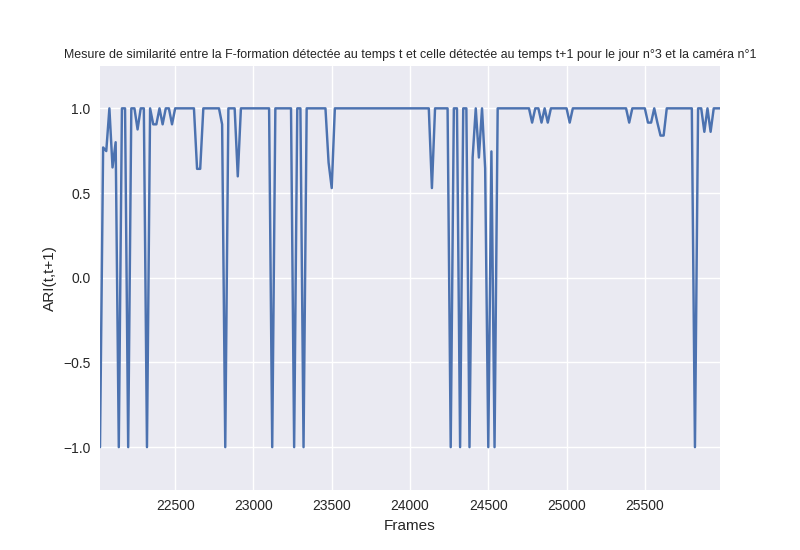 Mesure de similarité entre la F-formation détectée au temps t et celle détectée au temps t+1 pour le jour n°3 et la caméra n°1
1.0
0.5
0.0
−0.5
−1.0
ARI(t,t+1)
22500 23000 23500 24000 24500 25000 25500
Frames